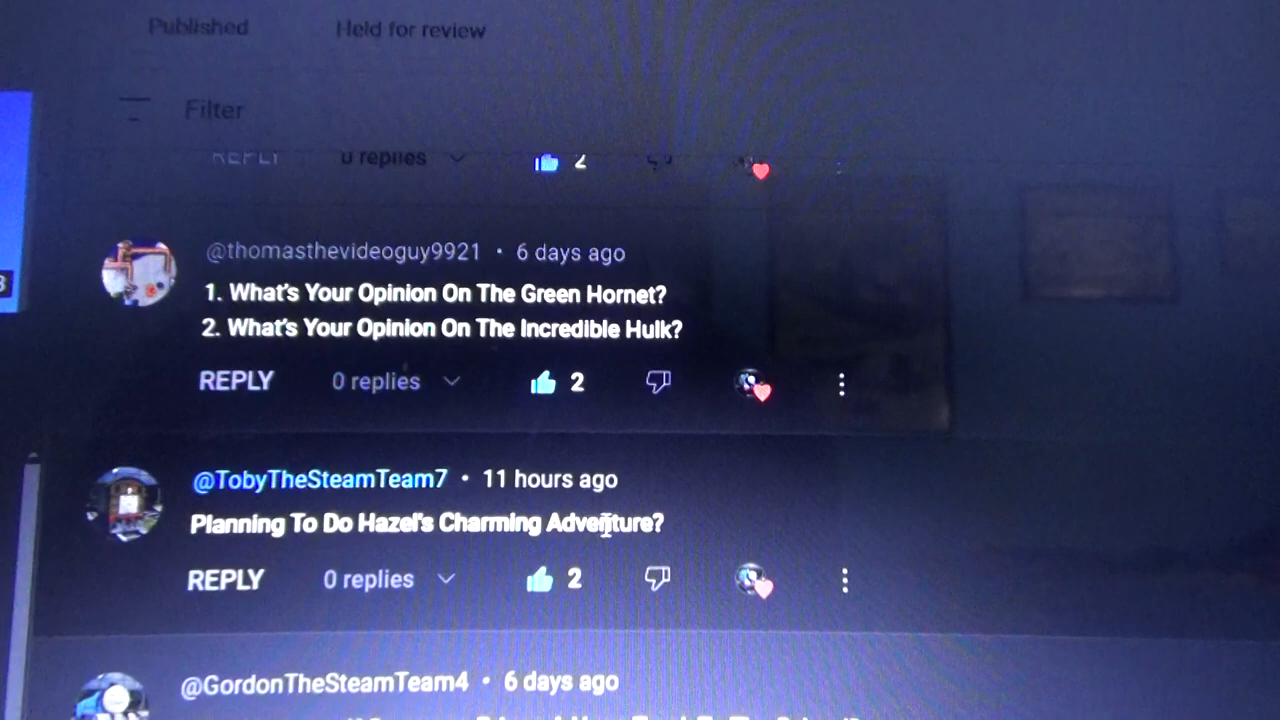 Published Held for review
Filter
REPLY 0 replies 2
@thomasthevideoguy9921 • 6 days ago
1. What's Your Opinion On The Green Hornet?
2. What's Your Opinion On The Incredible Hulk?
REPLY 0 replies 2
@TobyTheSteamTeam7 • 11 hours ago
Planning To Do Hazel's Charming Adventure?
REPLY 0 replies 2
@GordonTheSteamTeam4 • 6 days ago